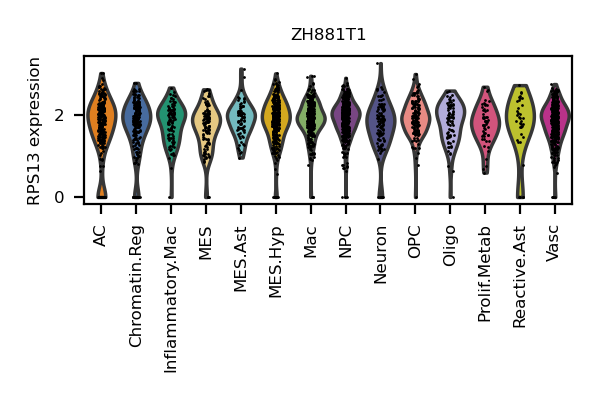 ZH881T1
RPS13 expression
2
0
AC
Chromatin.Reg
Inflammatory.Mac
MES
MES.Ast
MES.Hyp
Mac
NPC
Neuron
OPC
Oligo
Prolif.Metab
Reactive.Ast
Vasc